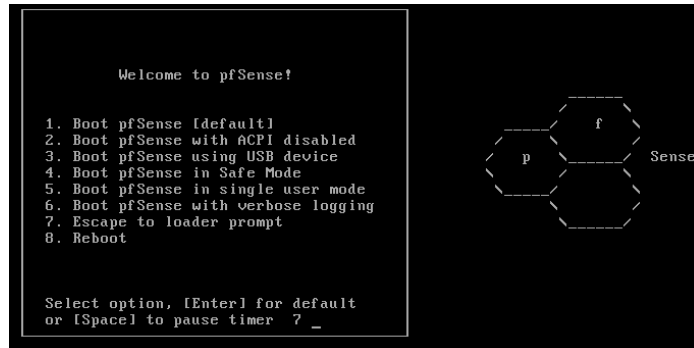 Welcome to pfSense!
1. Boot pfSense [default]
2. Boot pfSense with ACPI disabled
3. Boot pfSense using USB device
4. Boot pfSense in Safe Mode
5. Boot pfSense in single user mode
6. Boot pfSense with verbose logging
7. Escape to loader prompt
8. Reboot
Select option, [Enter] for default
or [Space] to pause timer  7 _
f
p
Sense